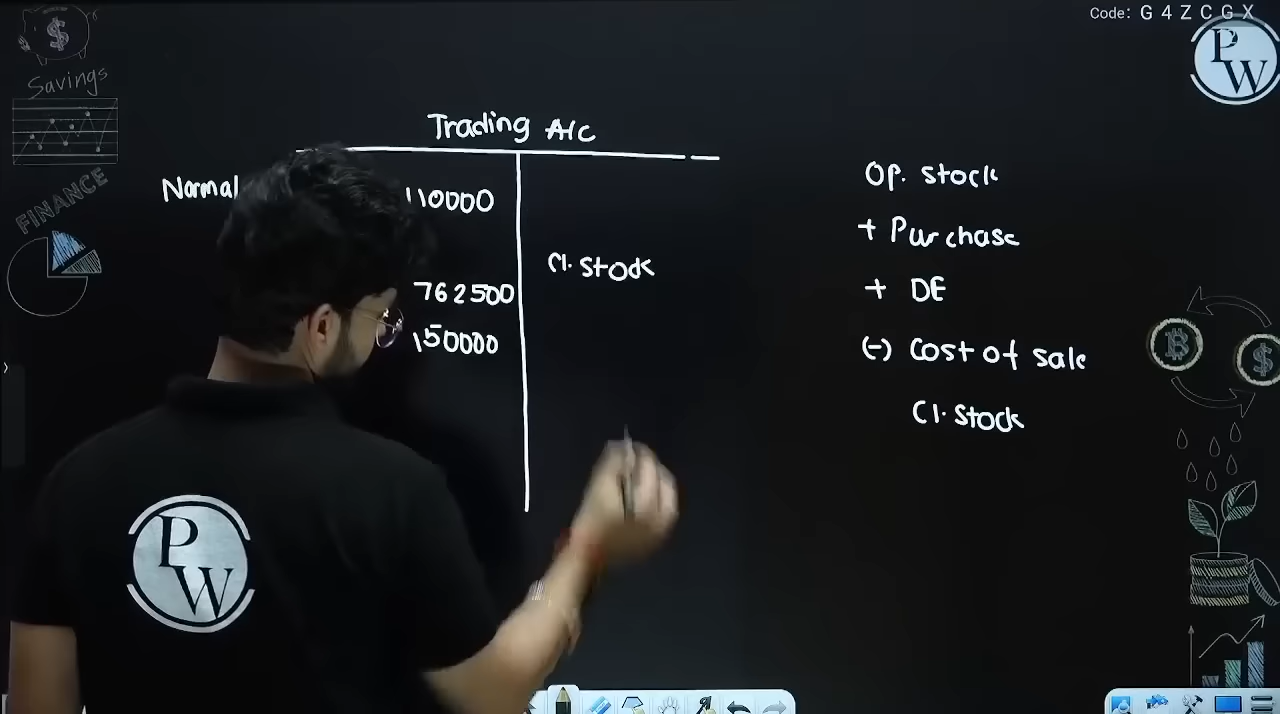 Code: G 4 Z C G X
PW
Savings
FINANCE
Trading A/c
Normal 110000
Cl. Stock
762500
150000
Op. stock
+ Purchase
+ DE
(-) Cost of sale
Cl. Stock
PW